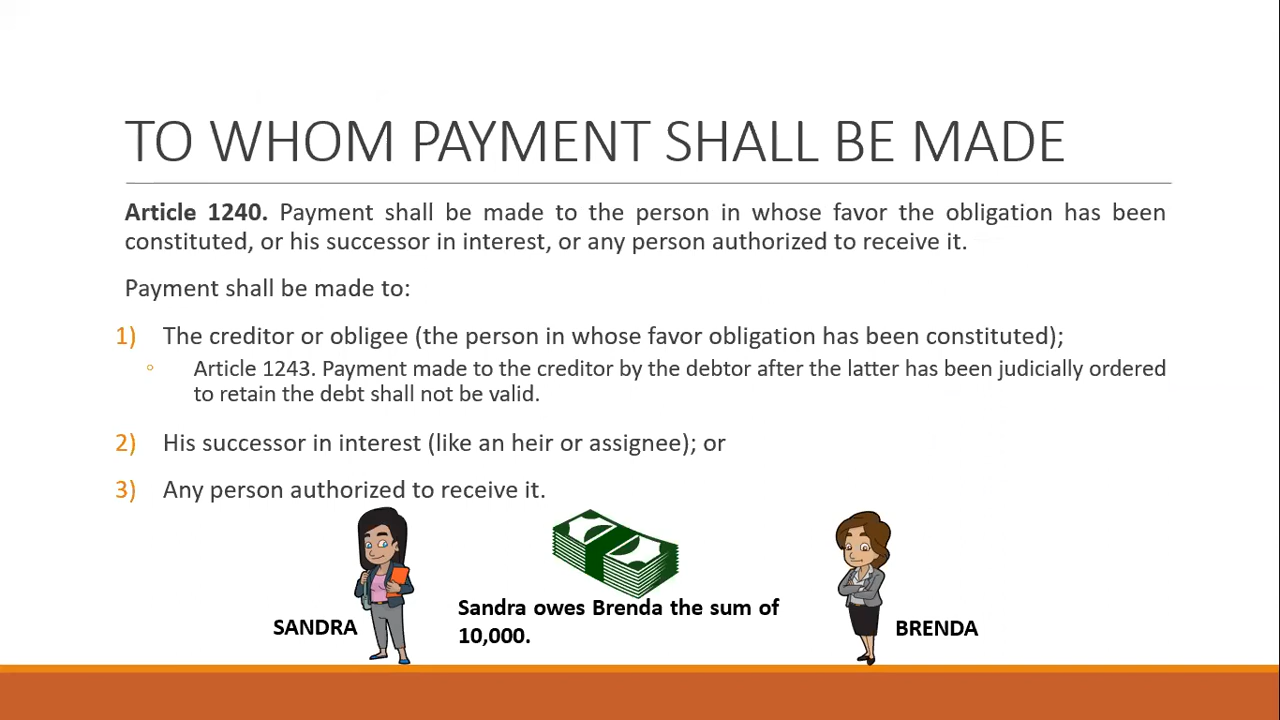 TO WHOM PAYMENT SHALL BE MADE
Article 1240. Payment shall be made to the person in whose favor the obligation has been
constituted, or his successor in interest, or any person authorized to receive it.
Payment shall be made to:
1) The creditor or obligee (the person in whose favor obligation has been constituted);
◦ Article 1243. Payment made to the creditor by the debtor after the latter has been judicially ordered
to retain the debt shall not be valid.
2) His successor in interest (like an heir or assignee); or
3) Any person authorized to receive it.
Sandra owes Brenda the sum of
10,000.
SANDRA
BRENDA